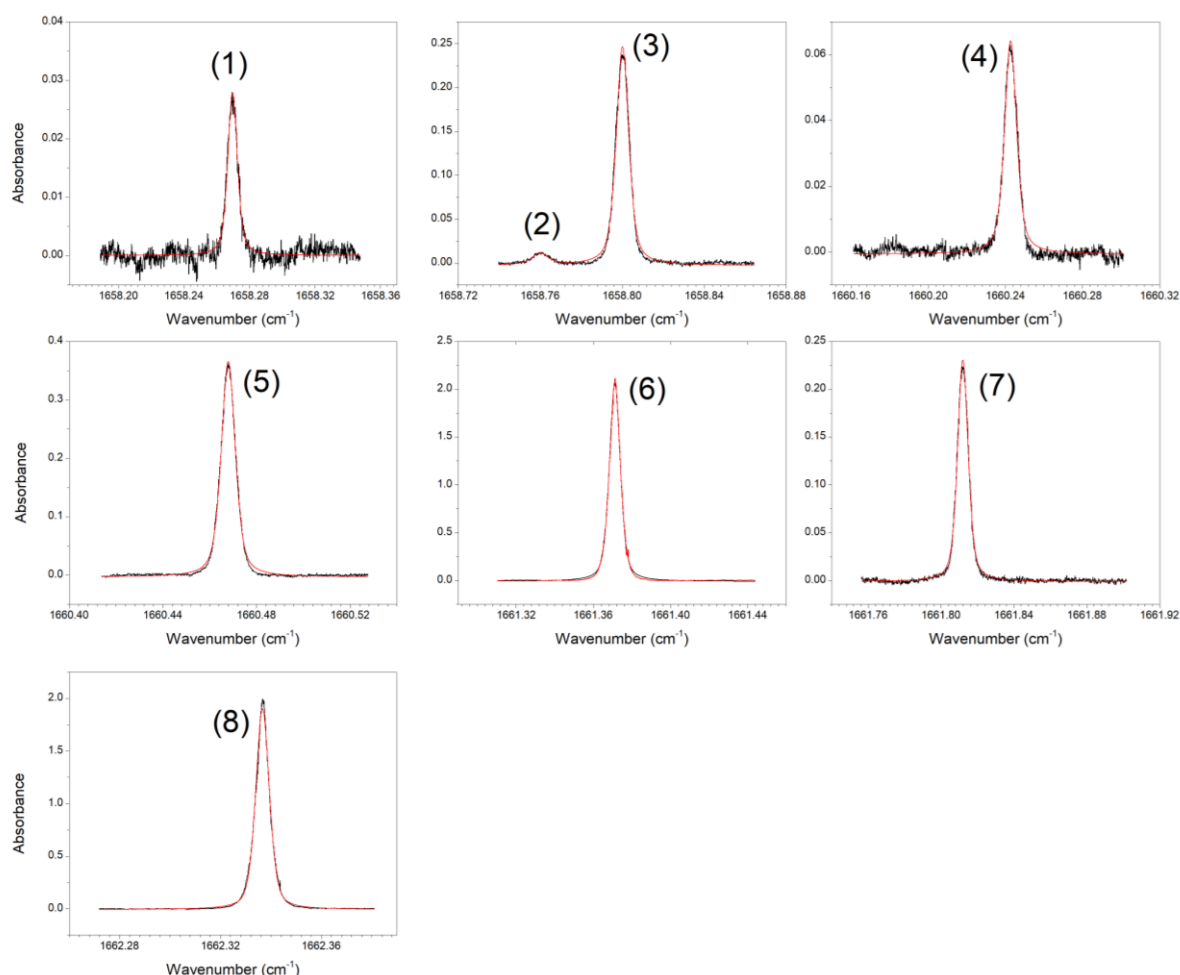 0.04
0.03
0.02
0.01
0.00
Absorbance
(1)
1658.20 1658.24 1658.28 1658.32 1658.36
Wavenumber (cm⁻¹)
0.25
0.20
0.15
0.10
0.05
0.00
(2)
(3)
1658.72 1658.76 1658.80 1658.84 1658.88
Wavenumber (cm⁻¹)
0.06
0.04
0.02
0.00
(4)
1660.16 1660.20 1660.24 1660.28 1660.32
Wavenumber (cm⁻¹)
0.4
0.3
0.2
0.1
0.0
Absorbance
(5)
1660.40 1660.44 1660.48 1660.52
Wavenumber (cm⁻¹)
2.5
2.0
1.5
1.0
0.5
0.0
(6)
1661.32 1661.36 1661.40 1661.44
Wavenumber (cm⁻¹)
0.25
0.20
0.15
0.10
0.05
0.00
(7)
1661.76 1661.80 1661.84 1661.88 1661.92
Wavenumber (cm⁻¹)
2.0
1.5
1.0
0.5
0.0
Absorbance
(8)
1662.28 1662.32 1662.36
Wavenumber (cm⁻¹)